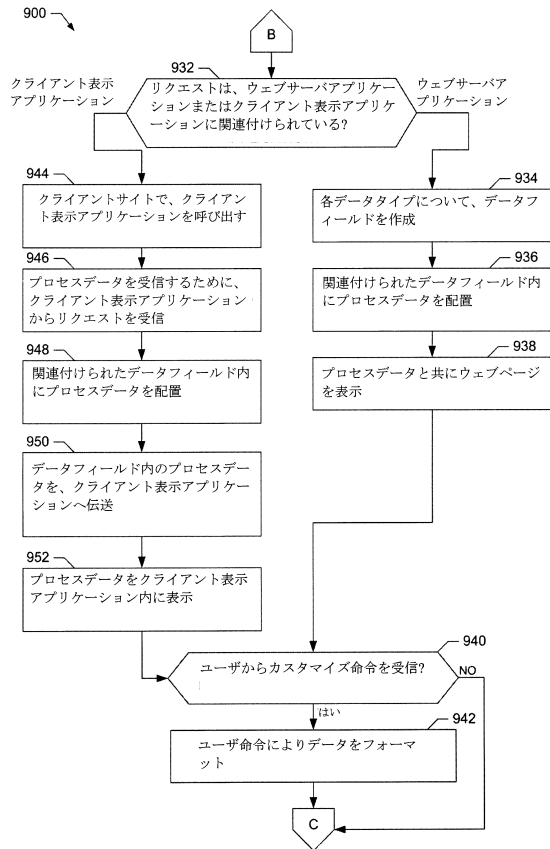 900
B
932
リクエストは、ウェブサーバアプリケー
ションまたはクライアント表示アプリケ
ーションに関連付けられている?
クライアント表示
アプリケーション
ウェブサーバア
プリケーション
944
クライアントサイトで、クライア
ント表示アプリケーションを呼び出す
946
プロセスデータを受信するために、
クライアント表示アプリケーション
からリクエストを受信
948
関連付けられたデータフィールド内
にプロセスデータを配置
950
データフィールド内のプロセスデー
タを、クライアント表示アプリケー
ションへ伝送
952
プロセスデータをクライアント表示
アプリケーション内に表示
934
各データタイプについて、データフ
ィールドを作成
936
関連付けられたデータフィールド内
にプロセスデータを配置
938
プロセスデータと共にウェブページ
を表示
940
ユーザからカスタマイズ命令を受信?
NO
はい
942
ユーザ命令によりデータをフォーマ
ット
C